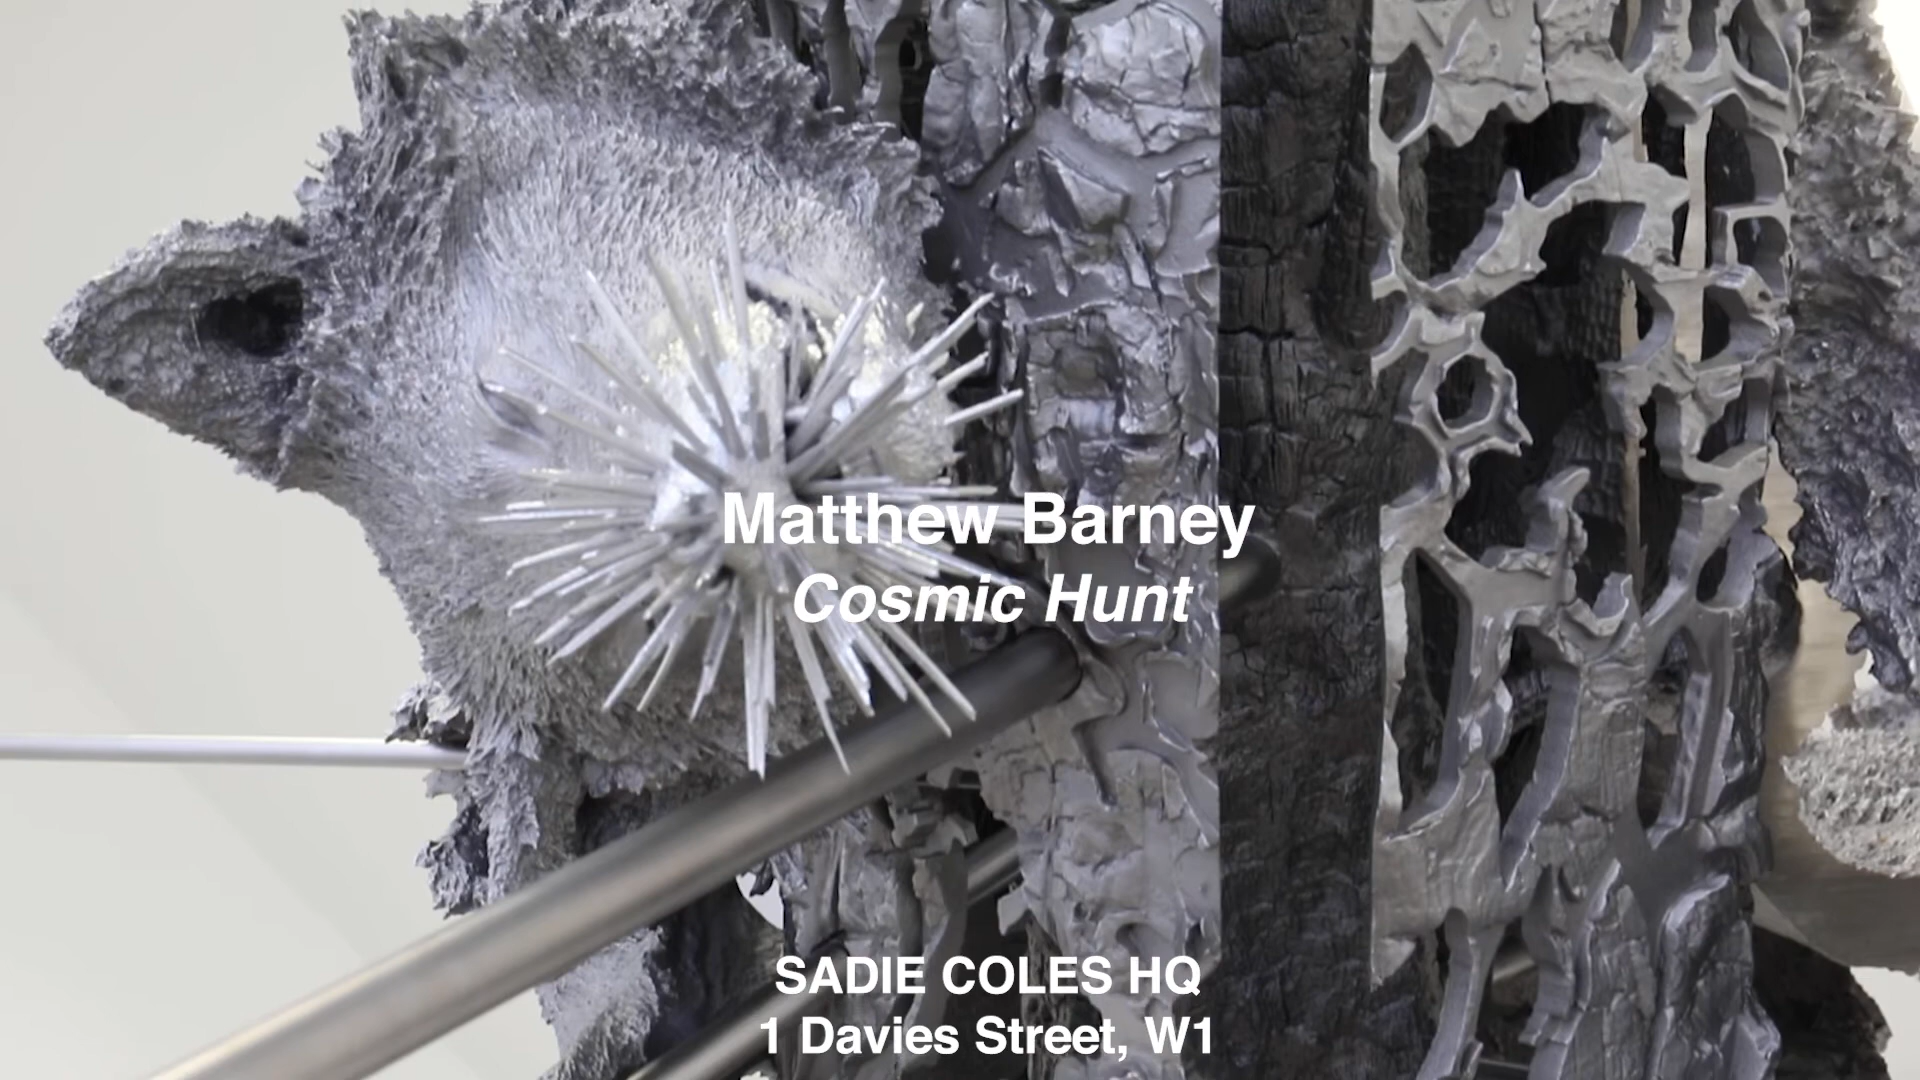 Matthew Barney
Cosmic Hunt
SADIE COLES HQ
1 Davies Street, W1